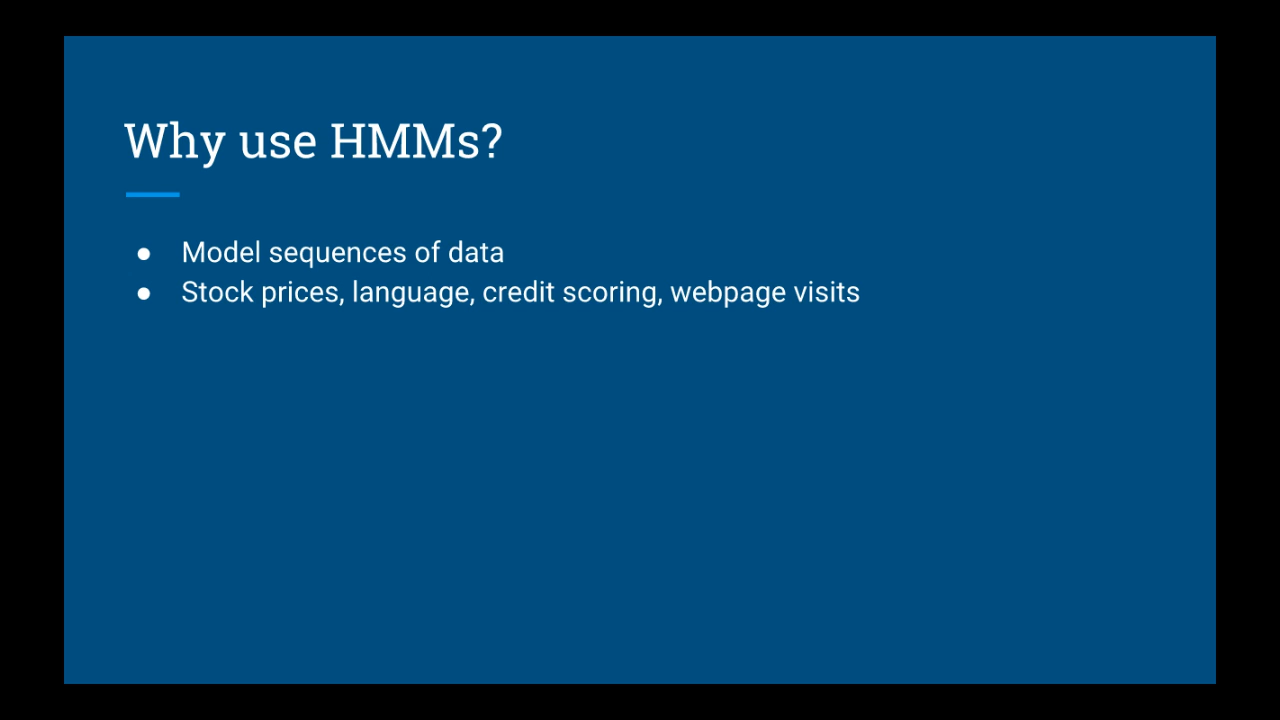 Why use HMMs?
● Model sequences of data
● Stock prices, language, credit scoring, webpage visits